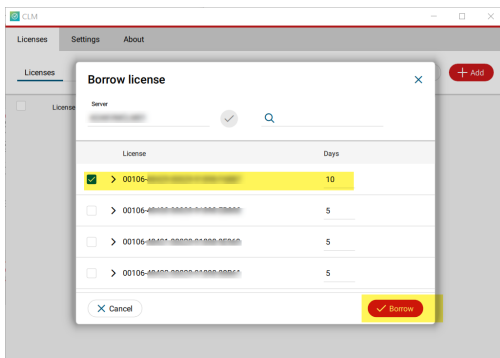 CLM
Licenses Settings About
Licenses
Add
License
Borrow license
Server
License Days
00106- 10
00106- 5
00106- 5
00106- 5
Cancel Borrow